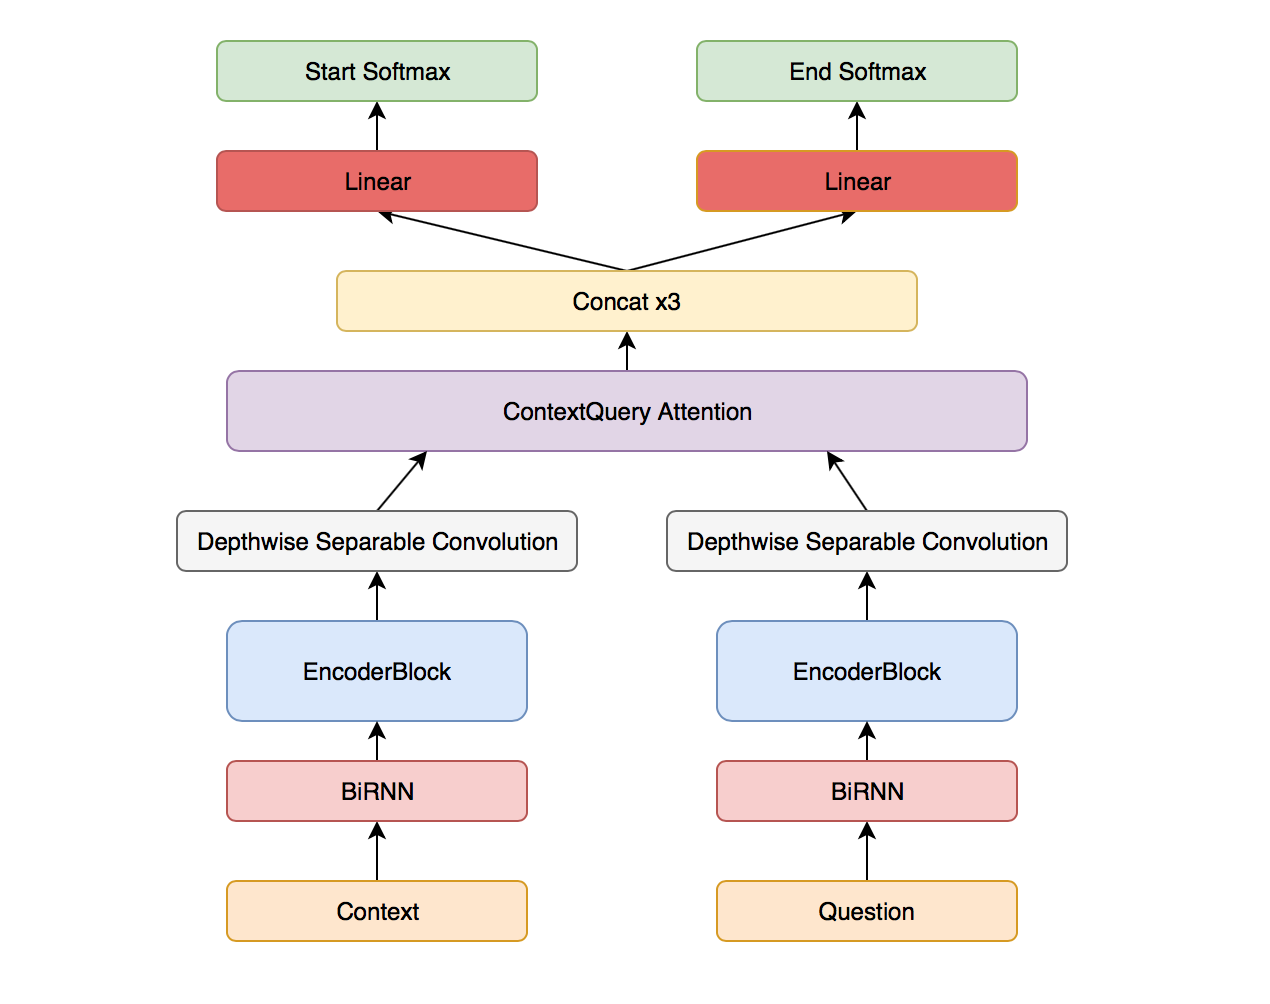 Start Softmax
End Softmax
Linear
Linear
Concat x3
ContextQuery Attention
Depthwise Separable Convolution
Depthwise Separable Convolution
EncoderBlock
EncoderBlock
BiRNN
BiRNN
Context
Question